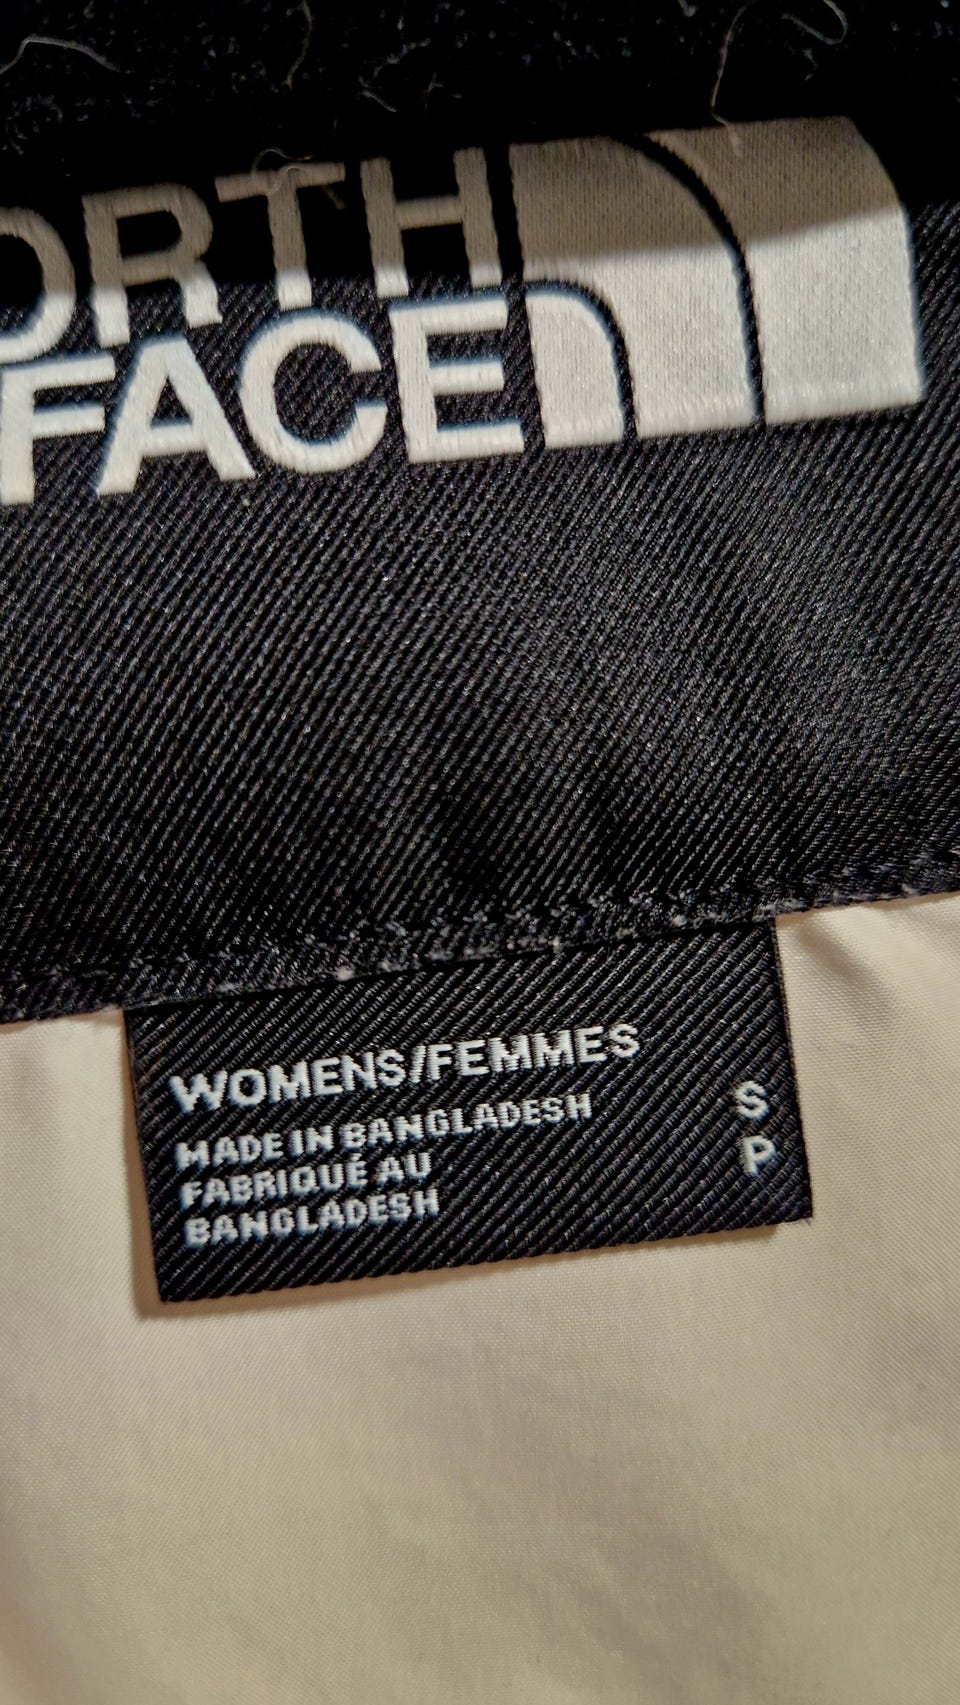 ORTH
FACE
WOMENS/FEMMES
MADE IN BANGLADESH
FABRIQUÉ AU
BANGLADESH
S
P